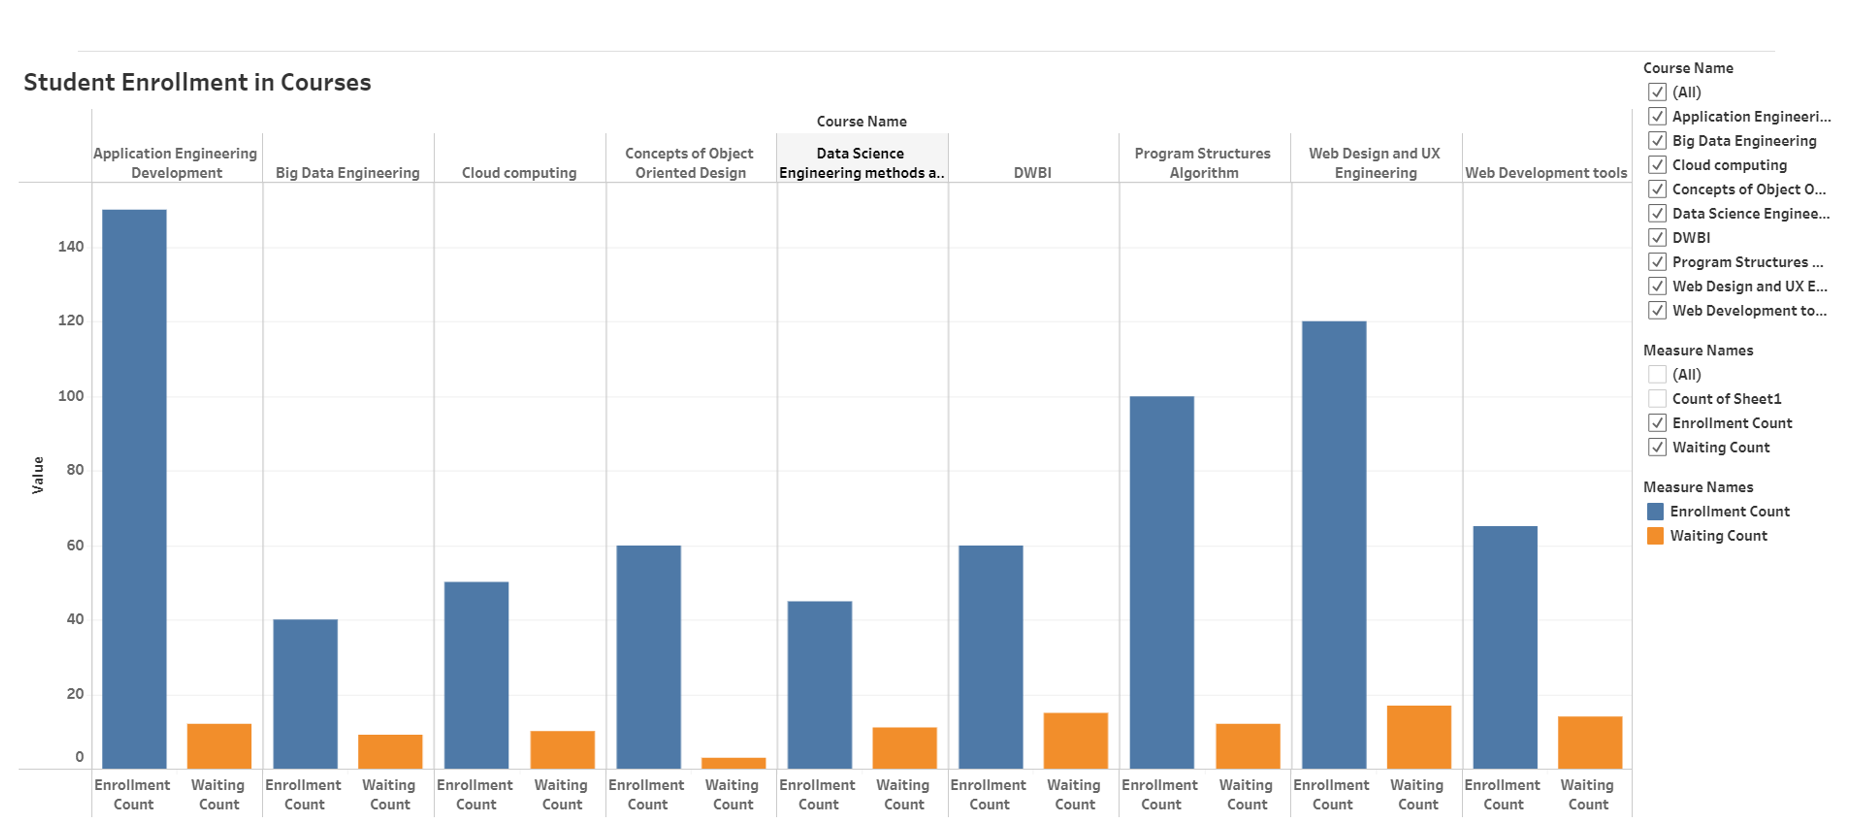 Student Enrollment in Courses
Course Name
Application Engineering
Development
Big Data Engineering
Cloud computing
Concepts of Object
Oriented Design
Data Science
Engineering methods a..
DWBI
Program Structures
Algorithm
Web Design and UX
Engineering
Web Development tools
Value
140
120
100
80
60
40
20
0
Enrollment
Count
Waiting
Count
Enrollment
Count
Waiting
Count
Enrollment
Count
Waiting
Count
Enrollment
Count
Waiting
Count
Enrollment
Count
Waiting
Count
Enrollment
Count
Waiting
Count
Enrollment
Count
Waiting
Count
Enrollment
Count
Waiting
Count
Enrollment
Count
Waiting
Count
Course Name
(All)
Application Engineeri...
Big Data Engineering
Cloud computing
Concepts of Object O...
Data Science Enginee...
DWBI
Program Structures ...
Web Design and UX E...
Web Development to...
Measure Names
(All)
Count of Sheet1
Enrollment Count
Waiting Count
Measure Names
Enrollment Count
Waiting Count